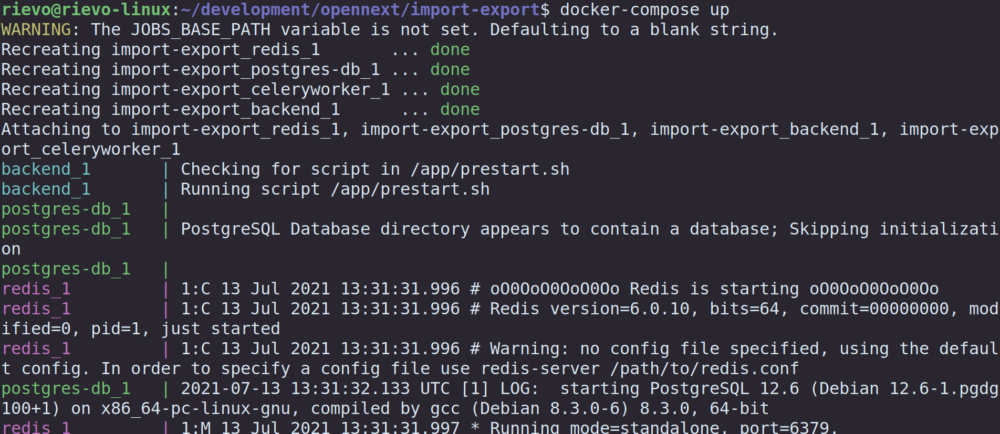 rievo@rievo-linux:~/development/opennext/import-export$ docker-compose up
WARNING: The JOBS_BASE_PATH variable is not set. Defaulting to a blank string.
Recreating import-export_redis_1       ... done
Recreating import-export_postgres-db_1 ... done
Recreating import-export_celeryworker_1 ... done
Recreating import-export_backend_1      ... done
Attaching to import-export_redis_1, import-export_postgres-db_1, import-export_backend_1, import-exp
ort_celeryworker_1
backend_1       | Checking for script in /app/prestart.sh
backend_1       | Running script /app/prestart.sh
postgres-db_1   |
postgres-db_1   | PostgreSQL Database directory appears to contain a database; Skipping initializati
on
postgres-db_1   |
redis_1         | 1:C 13 Jul 2021 13:31:31.996 # oO0OoO0OoO0Oo Redis is starting oO0OoO0OoO0Oo
redis_1         | 1:C 13 Jul 2021 13:31:31.996 # Redis version=6.0.10, bits=64, commit=00000000, mod
ified=0, pid=1, just started
redis_1         | 1:C 13 Jul 2021 13:31:31.996 # Warning: no config file specified, using the defaul
t config. In order to specify a config file use redis-server /path/to/redis.conf
postgres-db_1   | 2021-07-13 13:31:32.133 UTC [1] LOG:  starting PostgreSQL 12.6 (Debian 12.6-1.pgdg
100+1) on x86_64-pc-linux-gnu, compiled by gcc (Debian 8.3.0-6) 8.3.0, 64-bit
redis_1         | 1:M 13 Jul 2021 13:31:31.997 * Running mode=standalone, port=6379.